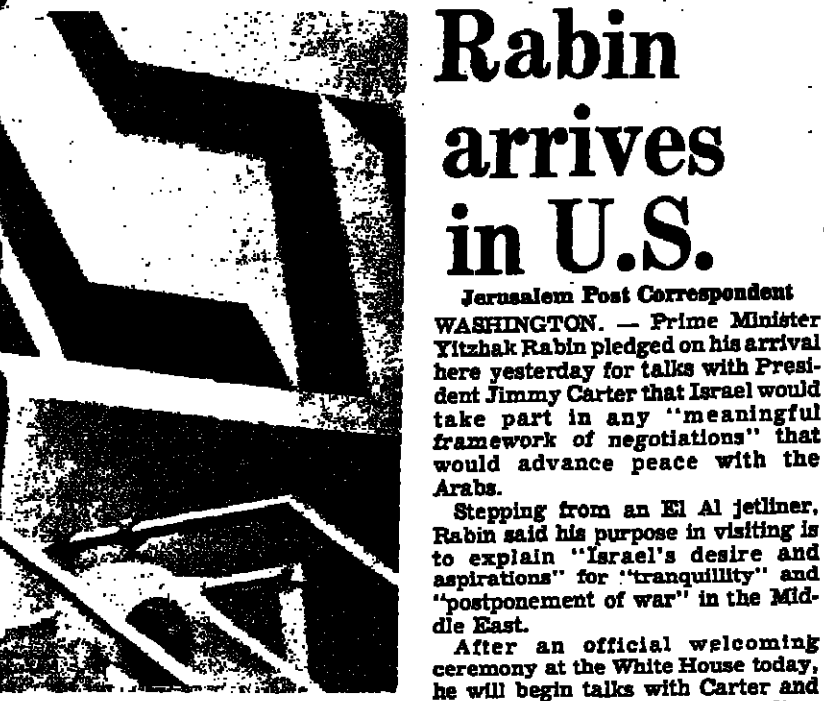 Rabin
arrives
in U.S.
Jerusalem Post Correspondent
WASHINGTON. — Prime Minister
Yitzhak Rabin pledged on his arrival
here yesterday for talks with Presi-
dent Jimmy Carter that Israel would
take part in any "meaningful
framework of negotiations" that
would advance peace with the
Arabs.
Stepping from an El Al jetliner,
Rabin said his purpose in visiting is
to explain "Israel's desire and
aspirations" for "tranquillity" and
"postponement of war" in the Mid-
dle East.
After an official welcoming
ceremony at the White House today,
he will begin talks with Carter and